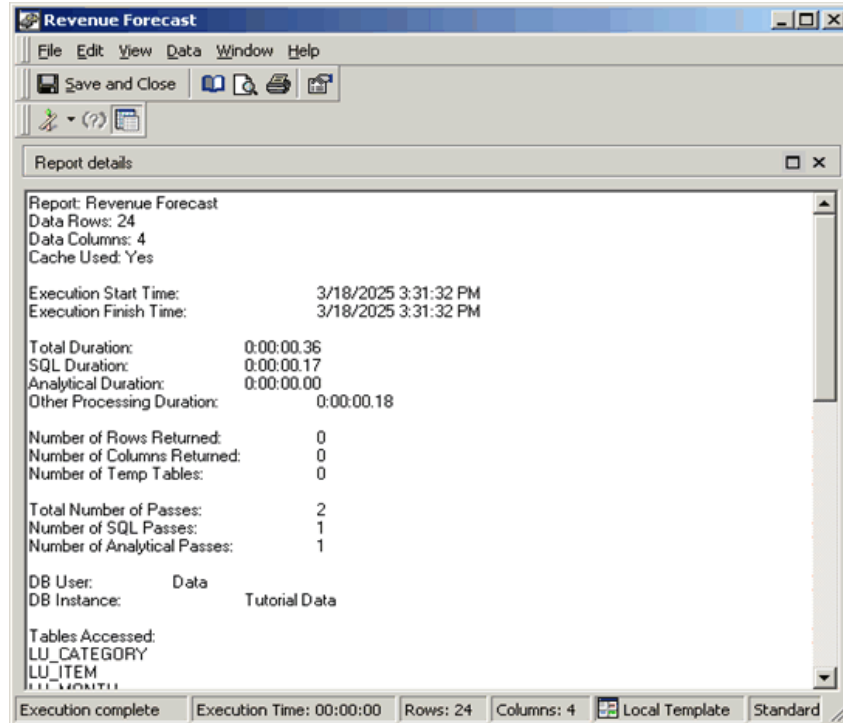 Revenue Forecast
File Edit View Data Window Help
Save and Close
(?)
Report details
Report: Revenue Forecast
Data Rows: 24
Data Columns: 4
Cache Used: Yes
Execution Start Time: 3/18/2025 3:31:32 PM
Execution Finish Time: 3/18/2025 3:31:32 PM
Total Duration: 0:00:00.36
SQL Duration: 0:00:00.17
Analytical Duration: 0:00:00.00
Other Processing Duration: 0:00:00.18
Number of Rows Returned: 0
Number of Columns Returned: 0
Number of Temp Tables: 0
Total Number of Passes: 2
Number of SQL Passes: 1
Number of Analytical Passes: 1
DB User: Data
DB Instance: Tutorial Data
Tables Accessed:
LU_CATEGORY
LU_ITEM
LU_MONTH
Execution complete Execution Time: 00:00:00 Rows: 24 Columns: 4 Local Template Standard